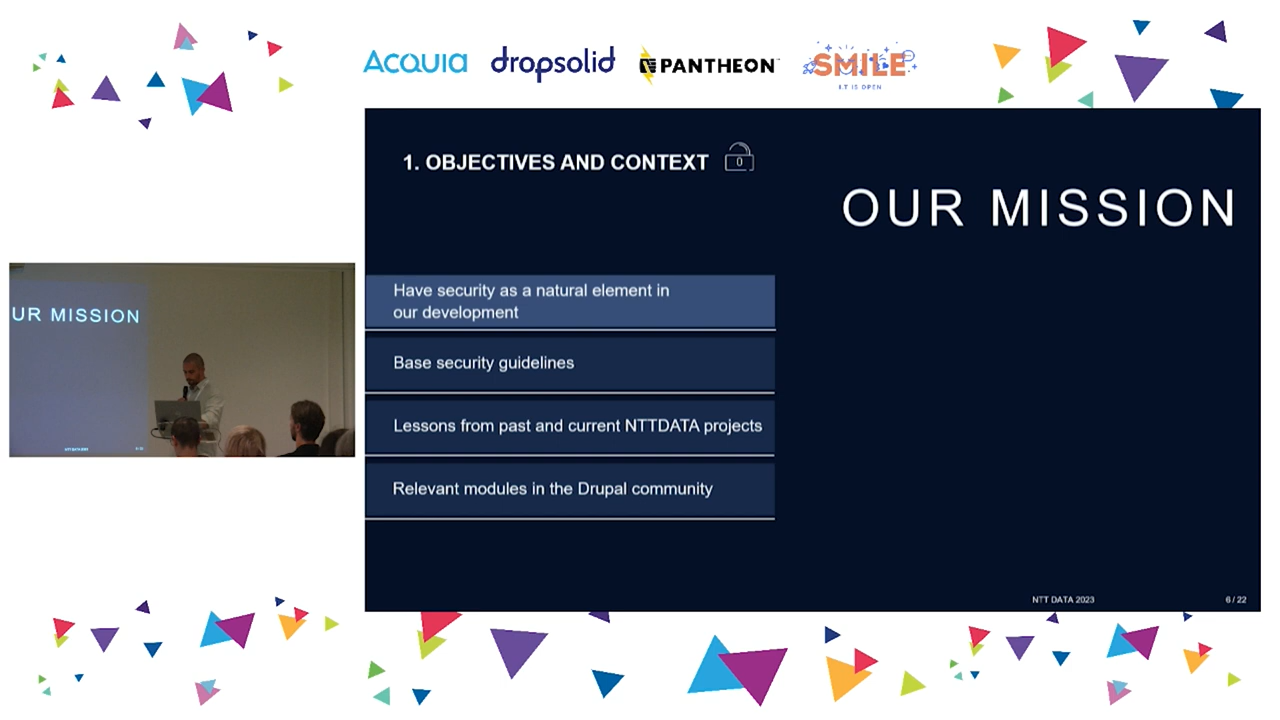 ACQUIA dropsolid PANTHEON SMILE
I.T IS OPEN
1. OBJECTIVES AND CONTEXT
0
OUR MISSION
Have security as a natural element in
our development
Base security guidelines
Lessons from past and current NTTDATA projects
Relevant modules in the Drupal community
NTT DATA 2023 6 / 22
UR MISSION